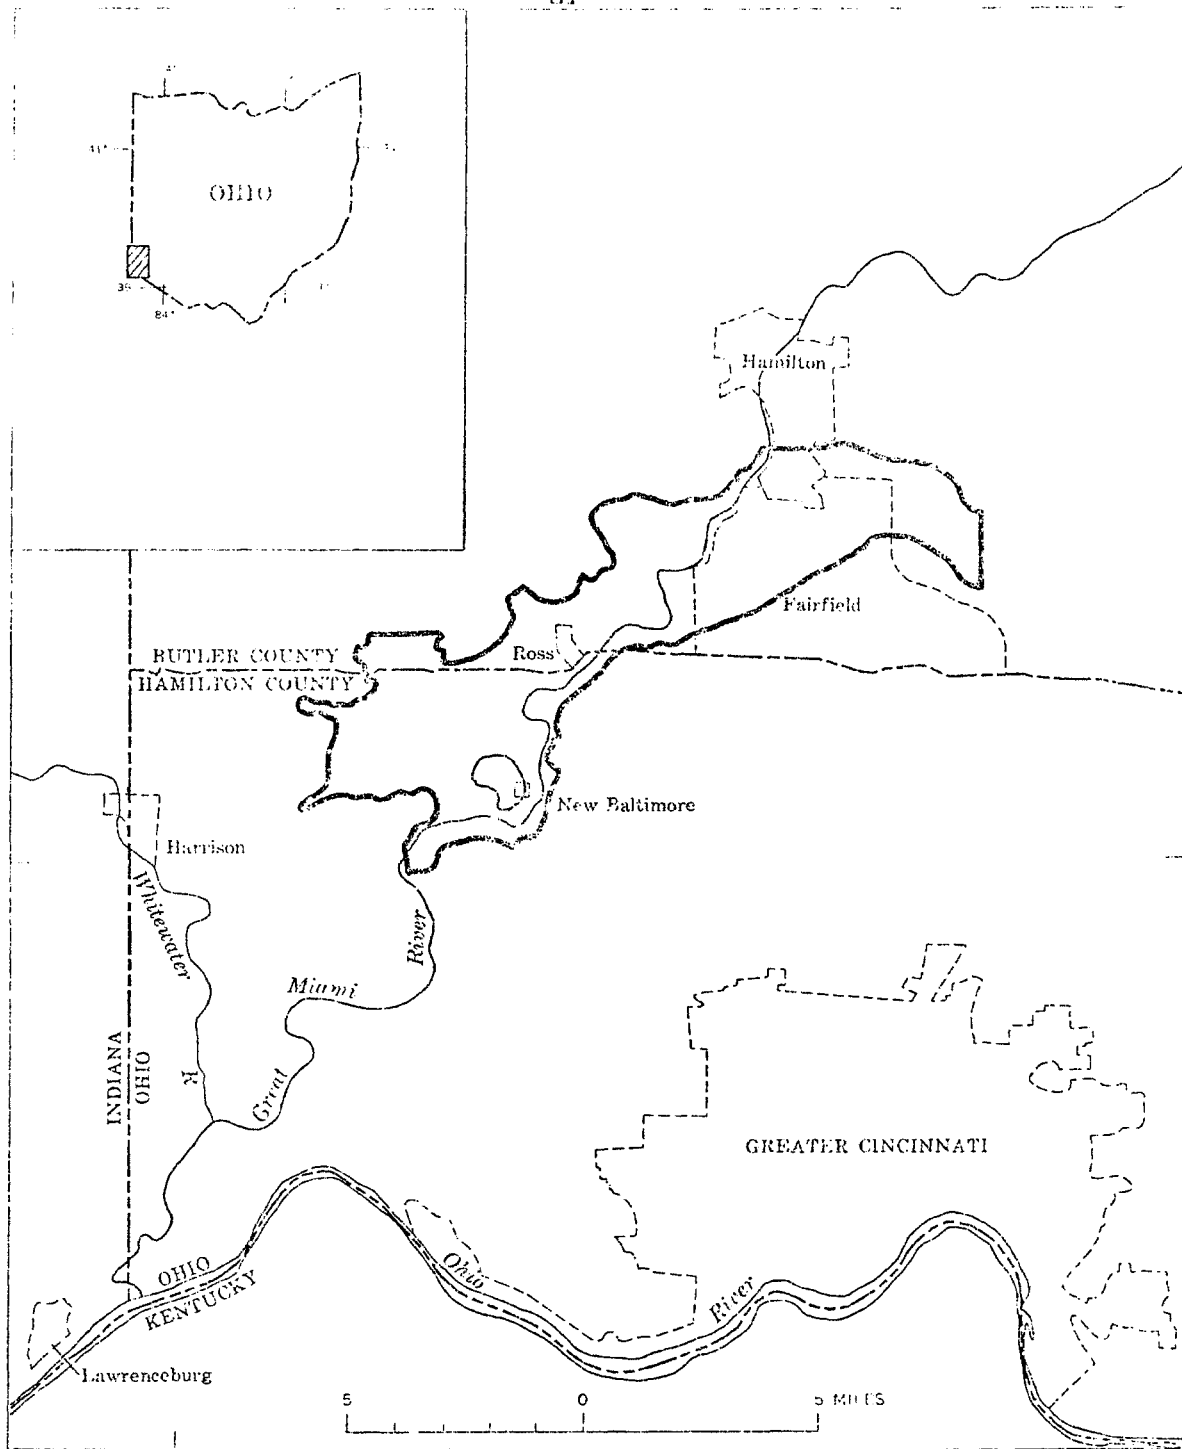 OHIO
84°
Hamilton
Fairfield
Ross
BUTLER COUNTY
HAMILTON COUNTY
New Baltimore
Harrison
Whitewater
R
River
Miami
Great
INDIANA
OHIO
GREATER CINCINNATI
OHIO
KENTUCKY
Ohio
River
Lawrenceburg
5 0 5 MILES